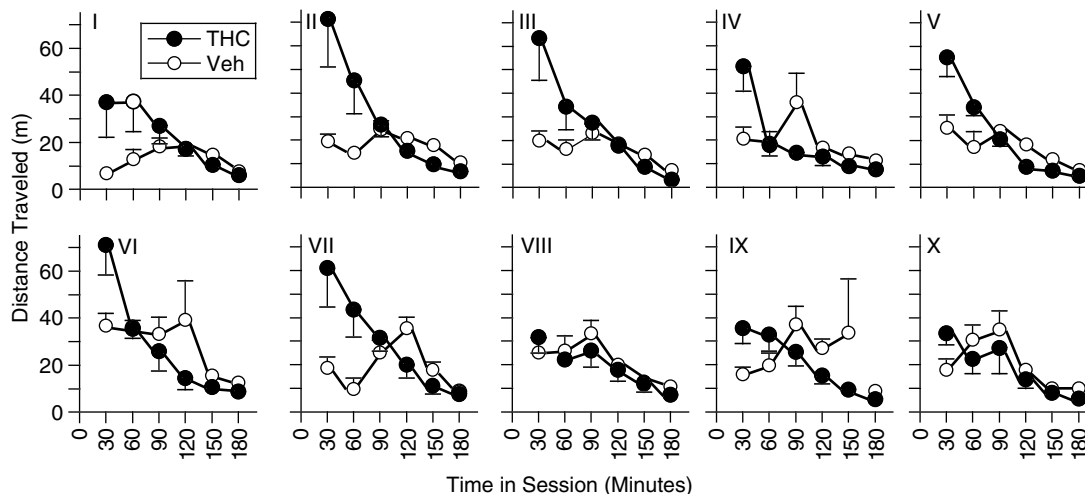 I II III IV V
THC
Veh
60
40
20
0
Distance Traveled (m)
VI VII VIII IX X
60
40
20
0
0 30 60 90 120 150 180 0 30 60 90 120 150 180 0 30 60 90 120 150 180 0 30 60 90 120 150 180 0 30 60 90 120 150 180
Time in Session (Minutes)